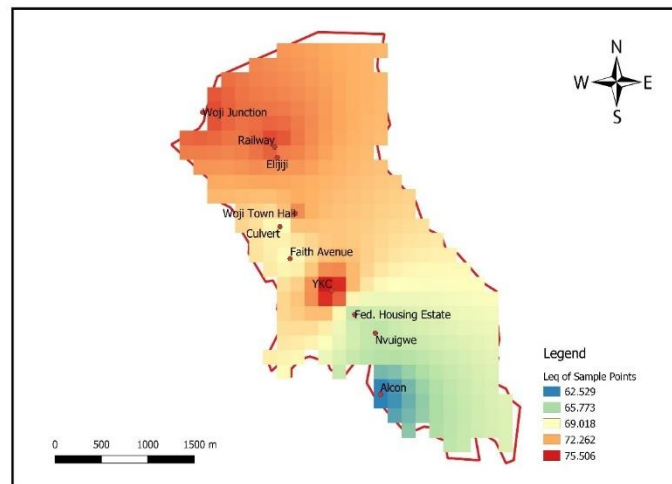 N
W E
S
Woji Junction
Railway
Elijiji
Woji Town Hall
Culvert
Faith Avenue
YKC
Fed. Housing Estate
Nvuigwe
Alcon
Legend
Leq of Sample Points
62.529
65.773
69.018
72.262
75.506
0 500 1000 1500 m